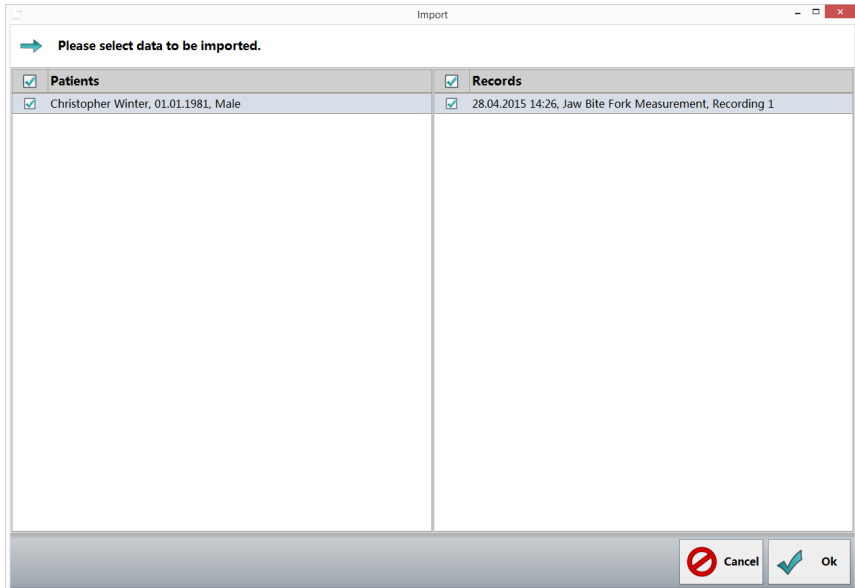 Import
Please select data to be imported.
Patients
Christopher Winter, 01.01.1981, Male
Records
28.04.2015 14:26, Jaw Bite Fork Measurement, Recording 1
Cancel
Ok